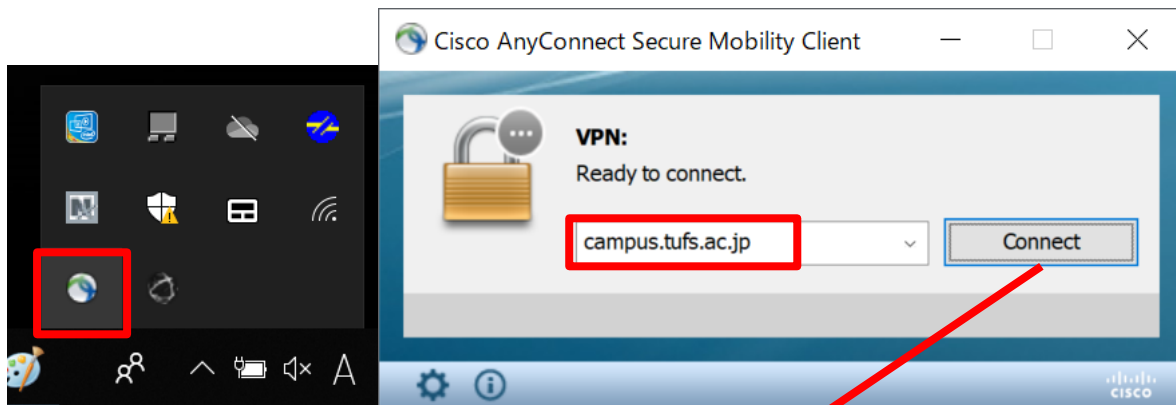 Cisco AnyConnect Secure Mobility Client
VPN:
Ready to connect.
campus.tufs.ac.jp
Connect
A
CISCO